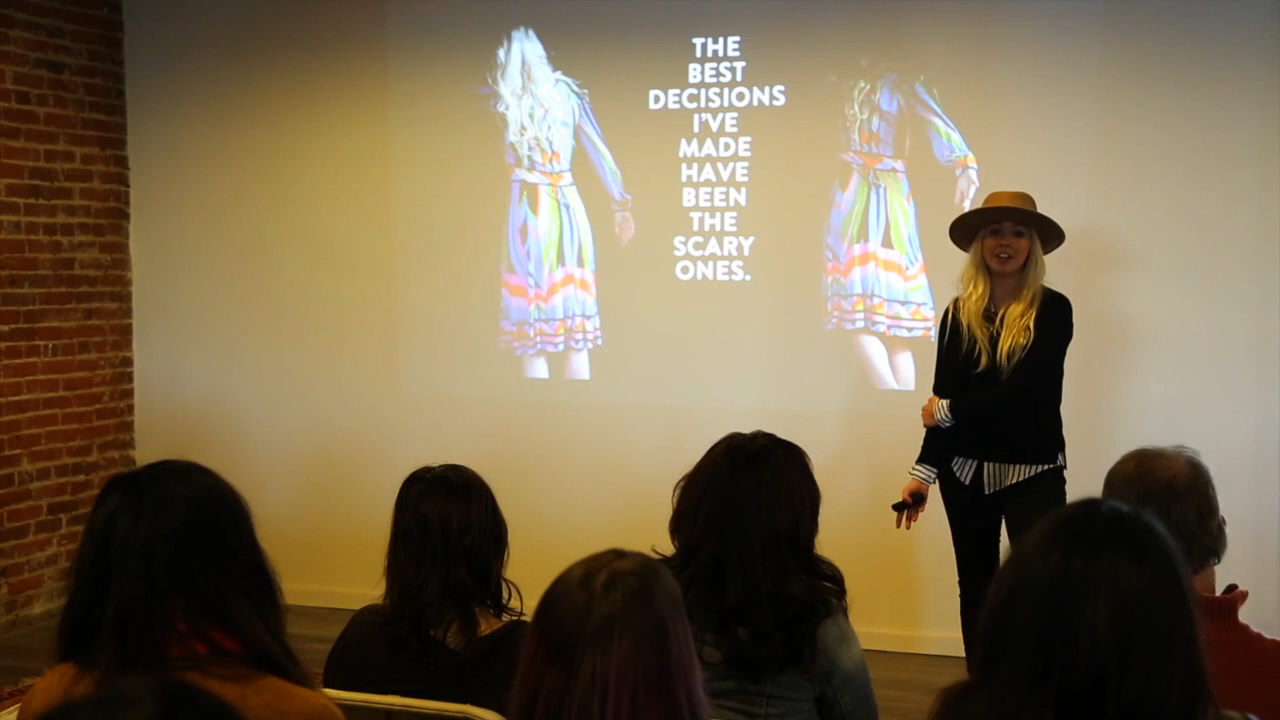 THE
BEST
DECISIONS
I'VE
MADE
HAVE
BEEN
THE
SCARY
ONES.